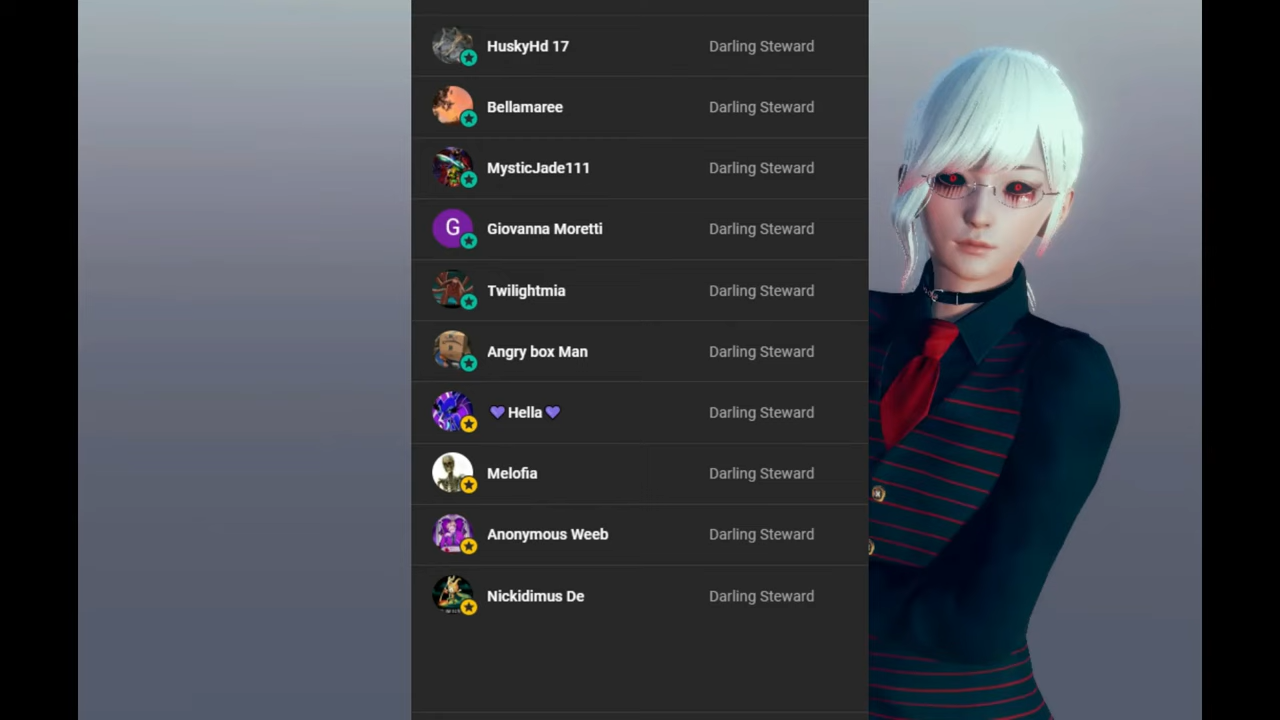 HuskyHd 17 Darling Steward
Bellamaree Darling Steward
MysticJade111 Darling Steward
G Giovanna Moretti Darling Steward
Twilightmia Darling Steward
Angry box Man Darling Steward
💜Hella💜 Darling Steward
Melofia Darling Steward
Anonymous Weeb Darling Steward
Nickidimus De Darling Steward